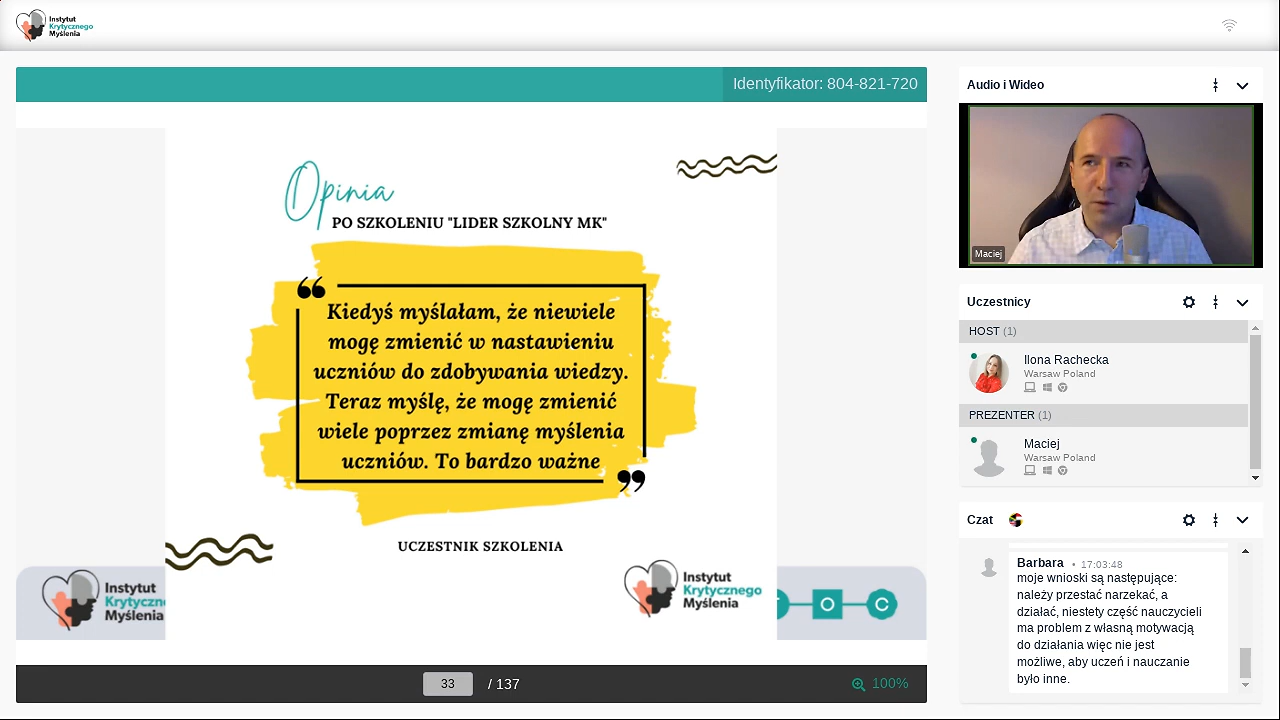 Instytut
Krytycznego
Myślenia
Identyfikator: 804-821-720
Opinia
PO SZKOLENIU "LIDER SZKOLNY MK"
Kiedyś myślałam, że niewiele
mogę zmienić w nastawieniu
uczniów do zdobywania wiedzy.
Teraz myślę, że mogę zmienić
wiele poprzez zmianę myślenia
uczniów. To bardzo ważne
UCZESTNIK SZKOLENIA
Instytut
Krytyczn
Myślenia
Instytut
Krytycznego
Myślenia
O
C
33 / 137
100%
Audio i Wideo
Maciej
Uczestnicy
HOST (1)
Ilona Rachecka
Warsaw Poland
PREZENTER (1)
Maciej
Warsaw Poland
Czat
Barbara • 17:03:48
moje wnioski są następujące:
należy przestać narzekać, a
działać, niestety część nauczycieli
ma problem z własną motywacją
do działania więc nie jest
możliwe, aby uczeń i nauczanie
było inne.